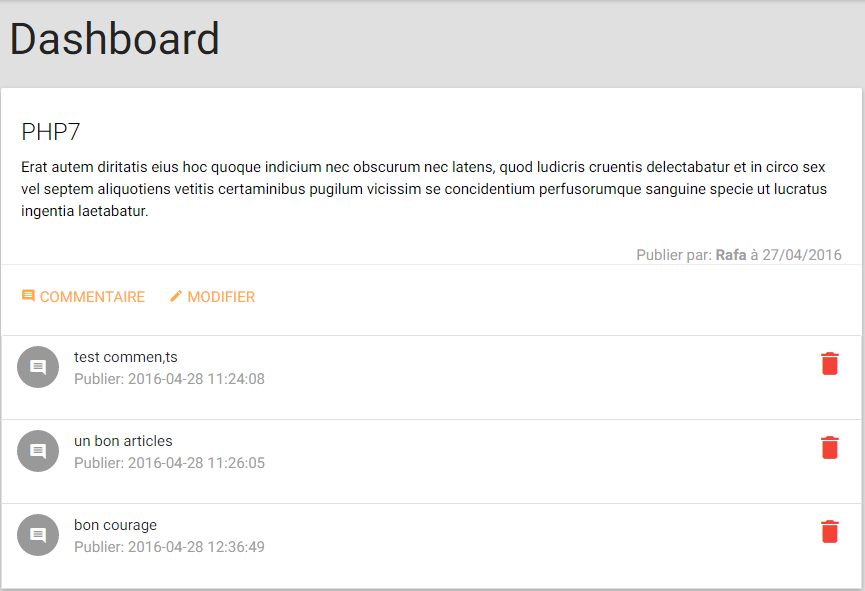 Dashboard
PHP7
Erat autem diritatis eius hoc quoque indicium nec obscurum nec latens, quod ludicris cruentis delectabatur et in circo sex
vel septem aliquotiens vetitis certaminibus pugilum vicissim se concidentium perfusorumque sanguine specie ut lucratus
ingentia laetabatur.
Publier par: Rafa à 27/04/2016
COMMENTAIRE MODIFIER
test commen,ts
Publier: 2016-04-28 11:24:08
un bon articles
Publier: 2016-04-28 11:26:05
bon courage
Publier: 2016-04-28 12:36:49